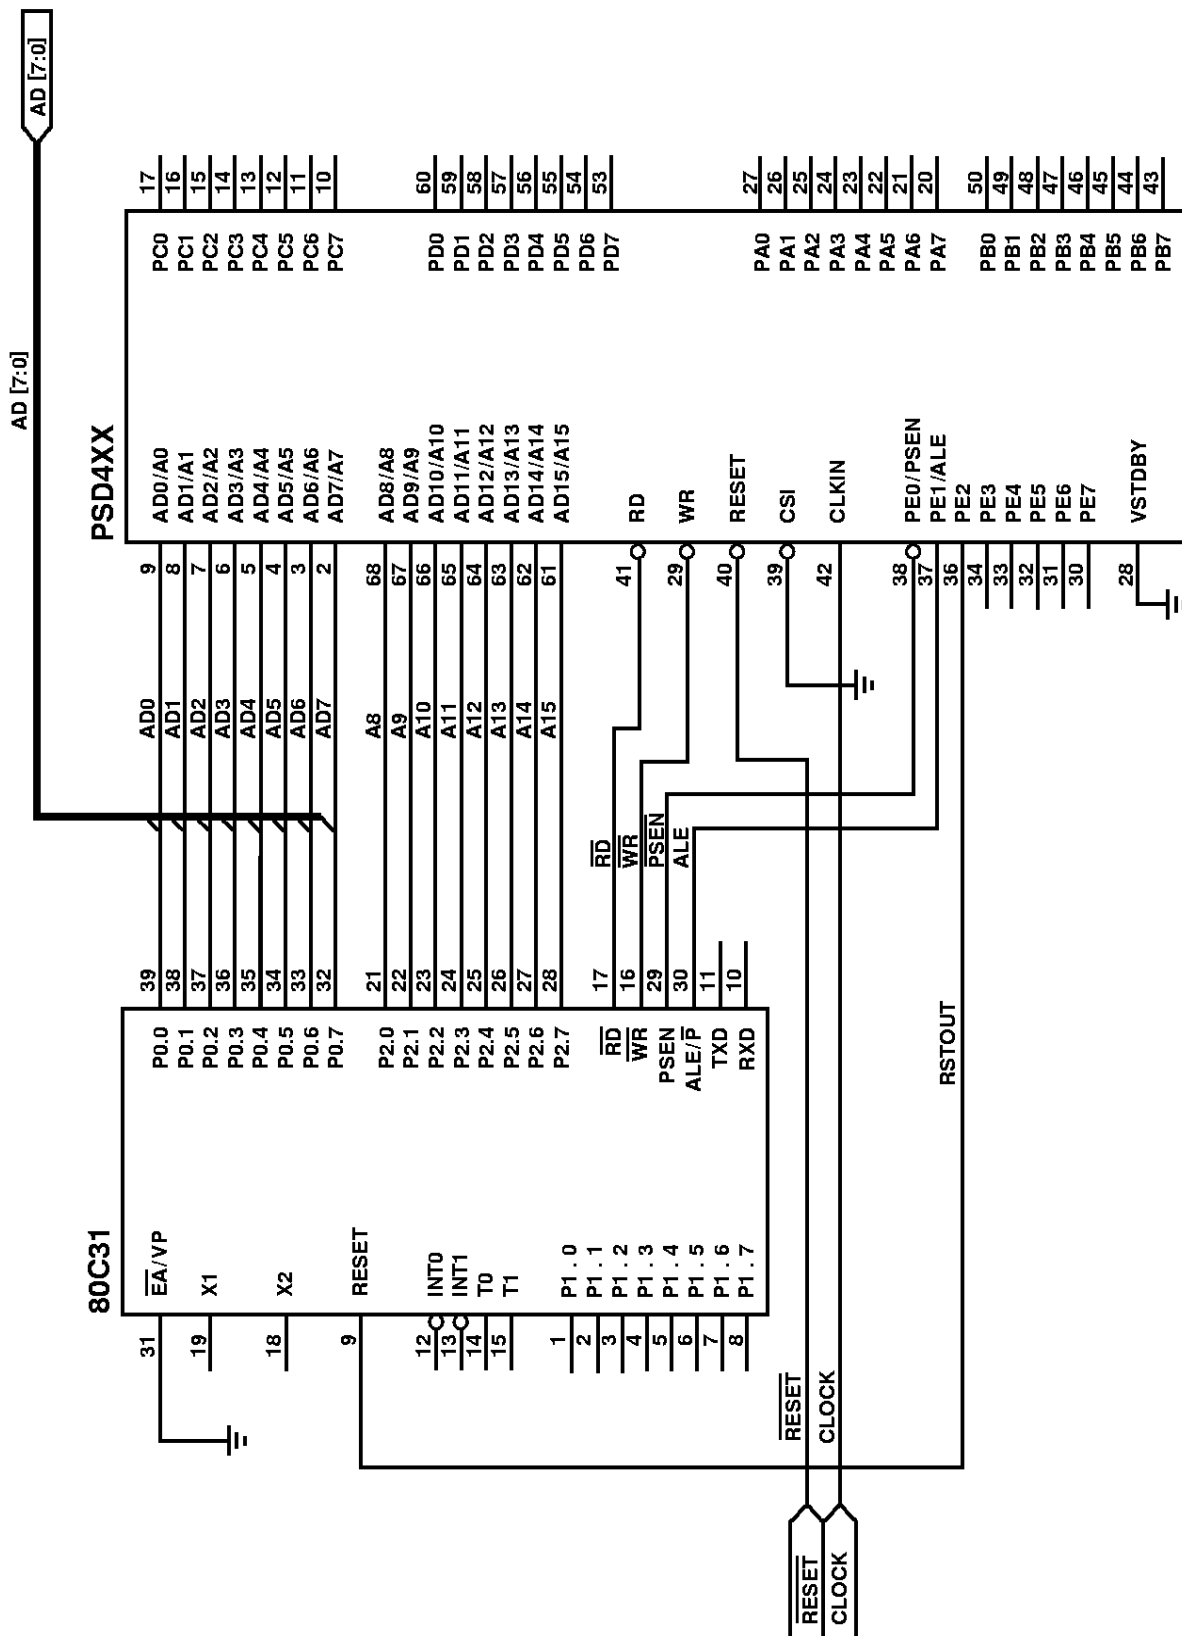 AD [7:0]
AD [7:0]
80C31
EA/VP
X1
X2
RESET
INT0
INT1
T0
T1
P1 . 0
P1 . 1
P1 . 2
P1 . 3
P1 . 4
P1 . 5
P1 . 6
P1 . 7
31
19
18
9
12
13
14
15
1
2
3
4
5
6
7
8
P0.0
P0.1
P0.2
P0.3
P0.4
P0.5
P0.6
P0.7
P2.0
P2.1
P2.2
P2.3
P2.4
P2.5
P2.6
P2.7
RD
WR
PSEN
ALE/P
TXD
RXD
39
38
37
36
35
34
33
32
21
22
23
24
25
26
27
28
17
16
29
30
11
10
AD0
AD1
AD2
AD3
AD4
AD5
AD6
AD7
A8
A9
A10
A11
A12
A13
A14
A15
RD
WR
PSEN
ALE
RSTOUT
RESET
CLOCK
RESET
CLOCK
PSD4XX
9
8
7
6
5
4
3
2
68
67
66
65
64
63
62
61
41
29
40
39
42
38
37
36
34
33
32
31
30
28
AD0/A0
AD1/A1
AD2/A2
AD3/A3
AD4/A4
AD5/A5
AD6/A6
AD7/A7
AD8/A8
AD9/A9
AD10/A10
AD11/A11
AD12/A12
AD13/A13
AD14/A14
AD15/A15
RD
WR
RESET
CSI
CLKIN
PE0/PSEN
PE1/ALE
PE2
PE3
PE4
PE5
PE6
PE7
VSTDBY
PC0
PC1
PC2
PC3
PC4
PC5
PC6
PC7
PD0
PD1
PD2
PD3
PD4
PD5
PD6
PD7
PA0
PA1
PA2
PA3
PA4
PA5
PA6
PA7
PB0
PB1
PB2
PB3
PB4
PB5
PB6
PB7
17
16
15
14
13
12
11
10
60
59
58
57
56
55
54
53
27
26
25
24
23
22
21
20
50
49
48
47
46
45
44
43